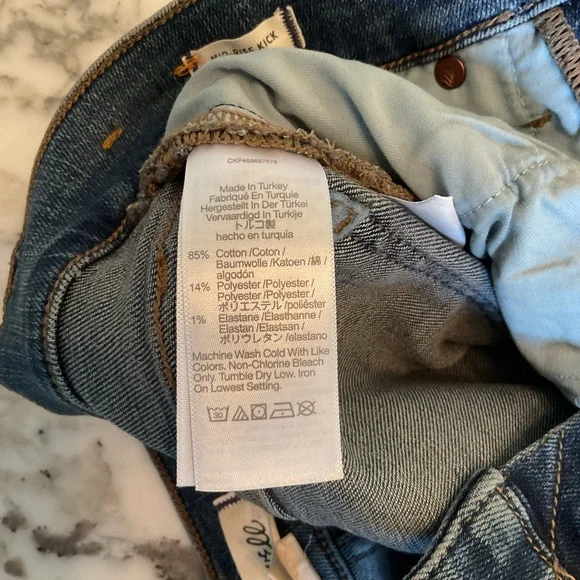 MID-RISE KICK
CKP489697078
Made In Turkey
Fabriqué En Turquie
Hergestellt In Der Türkei
Vervaardigd In Turkije
トルコ製
hecho en turquía
85% Cotton /Coton /
Baumwolle /Katoen /綿 /
algodón
14% Polyester /Polyester /
Polyester /Polyester /
ポリエステル /poliéster
1% Elastane /Élasthanne /
Elastan /Elastaan /
ポリウレタン /elastano
Machine Wash Cold With Like
Colors. Non-Chlorine Bleach
Only. Tumble Dry Low. Iron
On Lowest Setting.
30